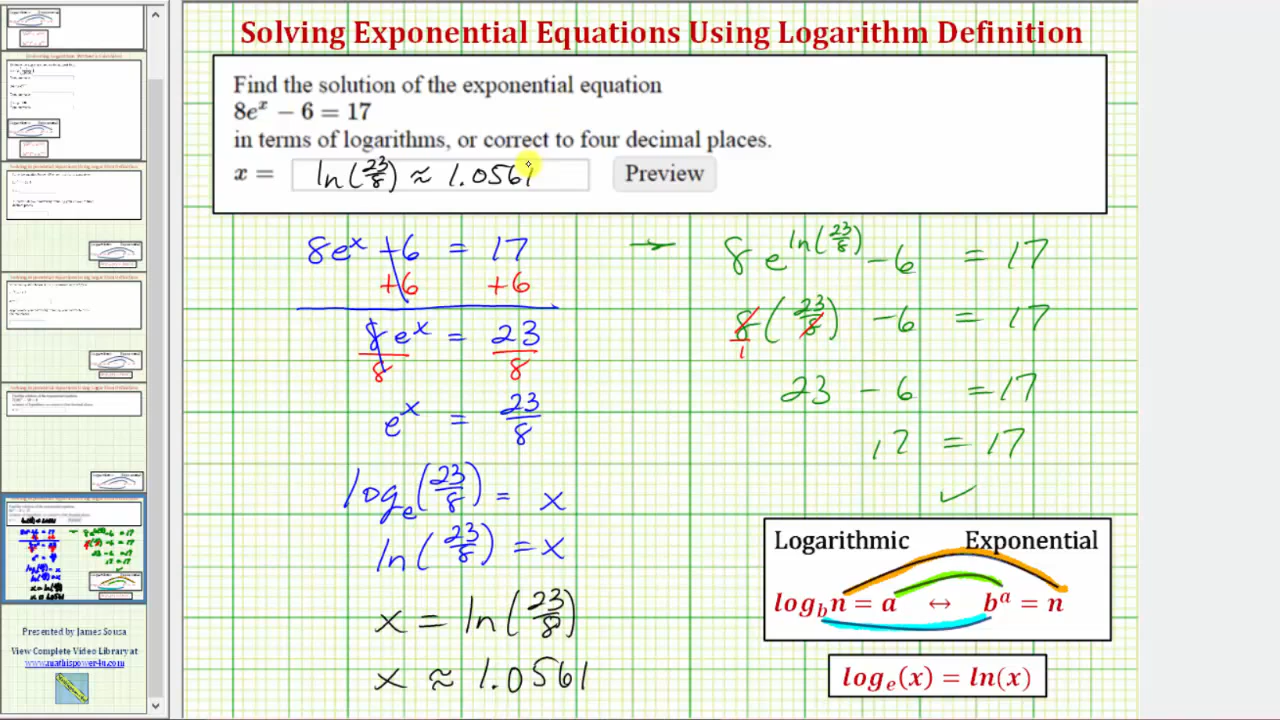 Solving Exponential Equations Using Logarithm Definition
Find the solution of the exponential equation
8e^x − 6 = 17
in terms of logarithms, or correct to four decimal places.
x = ln(23/8) ≈ 1.0561 Preview
8e^x + 6 = 17
+6 +6
8e^x = 23
8 8
e^x = 23/8
log_e(23/8) = x
ln(23/8) = x
x = ln(23/8)
x ≈ 1.0561
→ 8e^ln(23/8) − 6 = 17
8(23/8) − 6 = 17
1
23 − 6 = 17
17 = 17
✓
Logarithmic Exponential
log_b n = a ↔ b^a = n
log_e(x) = ln(x)
Presented by James Sousa
View Complete Video Library at
www.mathispower4u.com